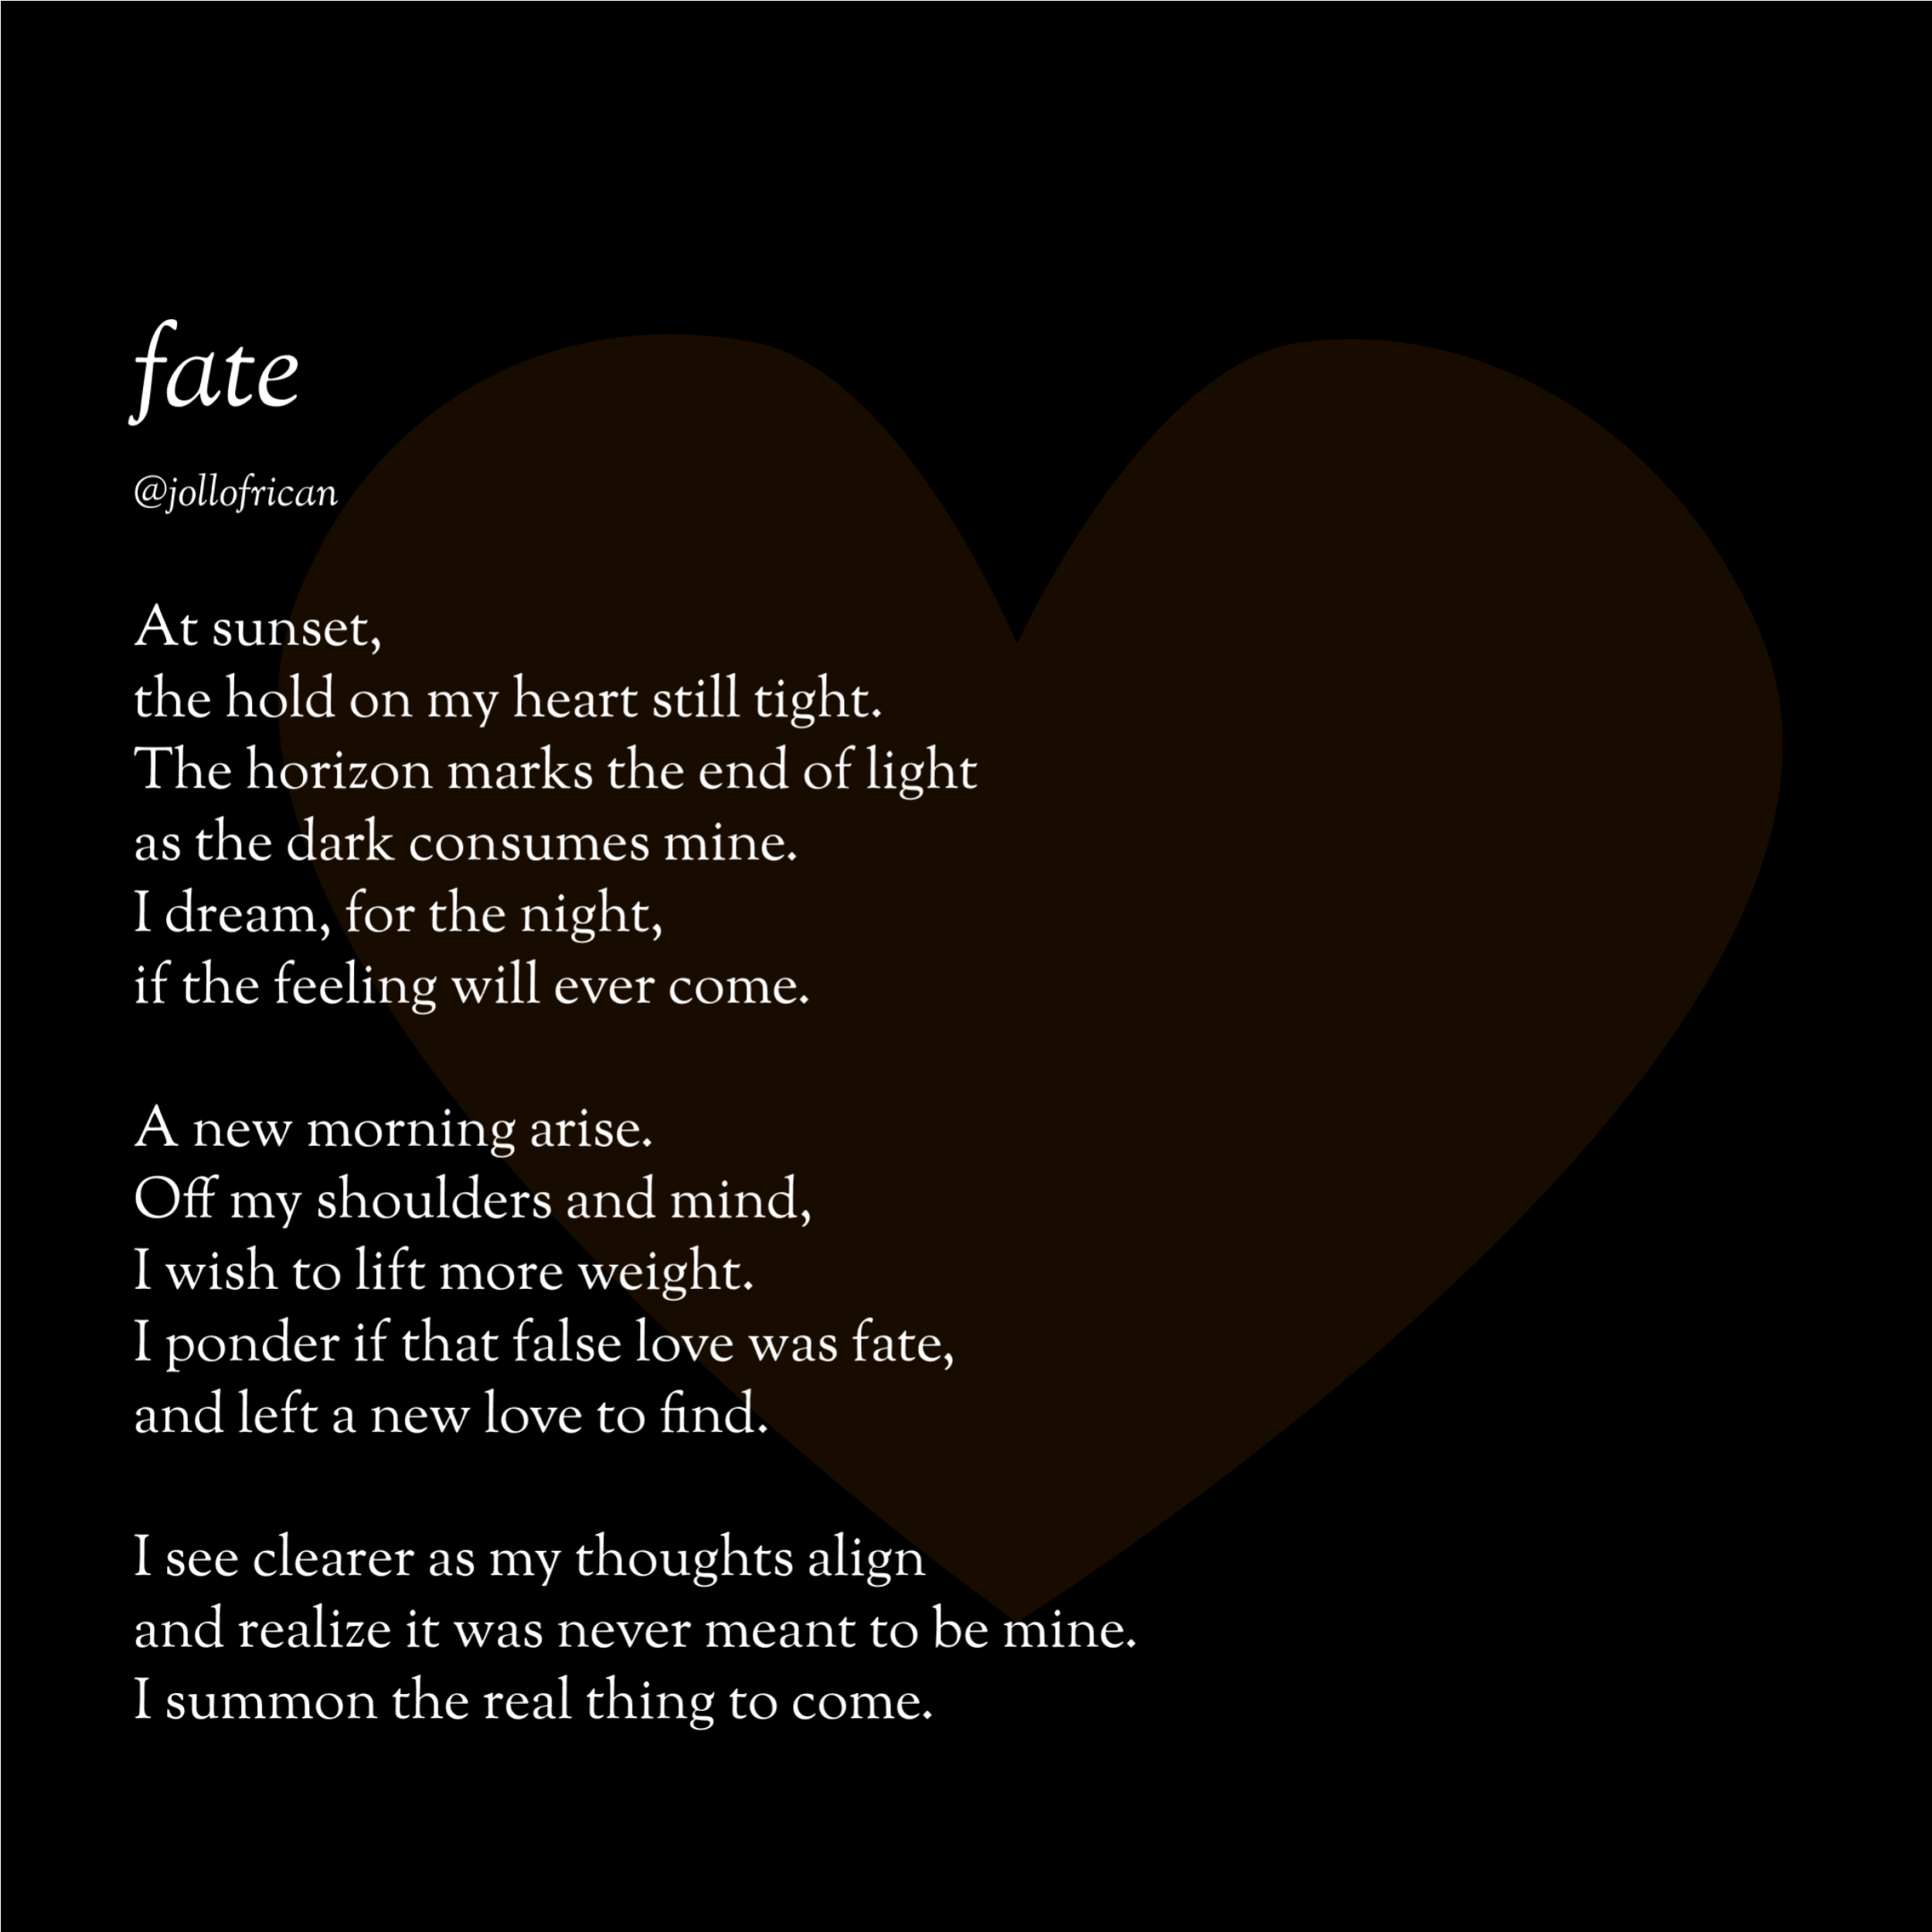 fate
@jollofrican
At sunset,
the hold on my heart still tight.
The horizon marks the end of light
as the dark consumes mine.
I dream, for the night,
if the feeling will ever come.
A new morning arise.
Off my shoulders and mind,
I wish to lift more weight.
I ponder if that false love was fate,
and left a new love to find.
I see clearer as my thoughts align
and realize it was never meant to be mine.
I summon the real thing to come.